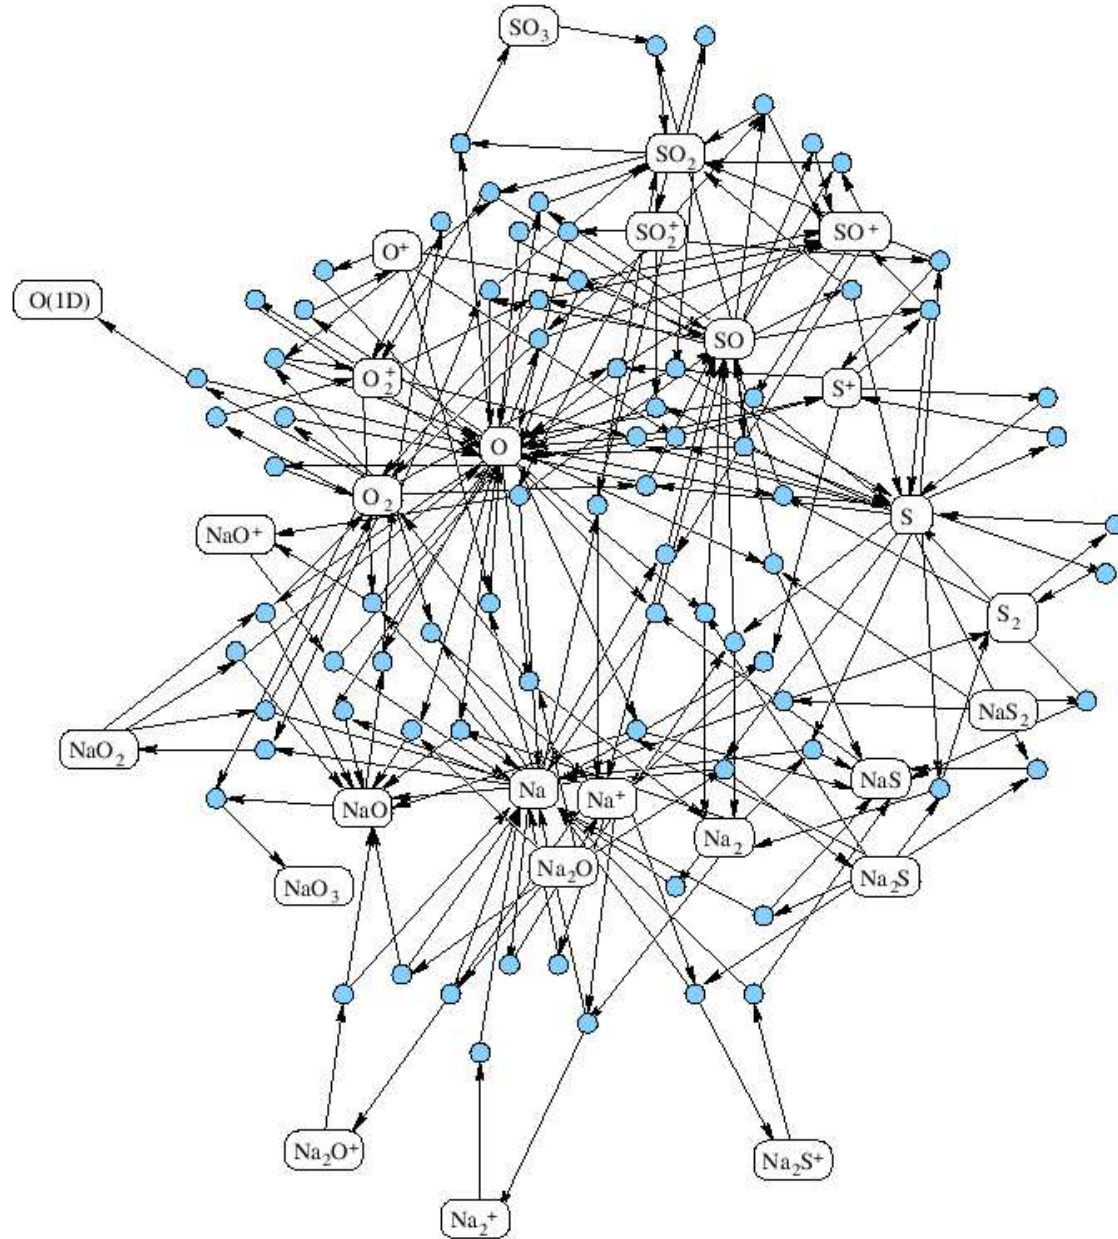 SO₃
SO₂
SO₂⁺
SO⁺
O⁺
O(1D)
SO
O₂⁺
S⁺
O
O₂
S
NaO⁺
S₂
NaS₂
NaO₂
NaS
Na
Na⁺
NaO
Na₂
Na₂O
Na₂S
NaO₃
Na₂O⁺
Na₂S⁺
Na₂⁺